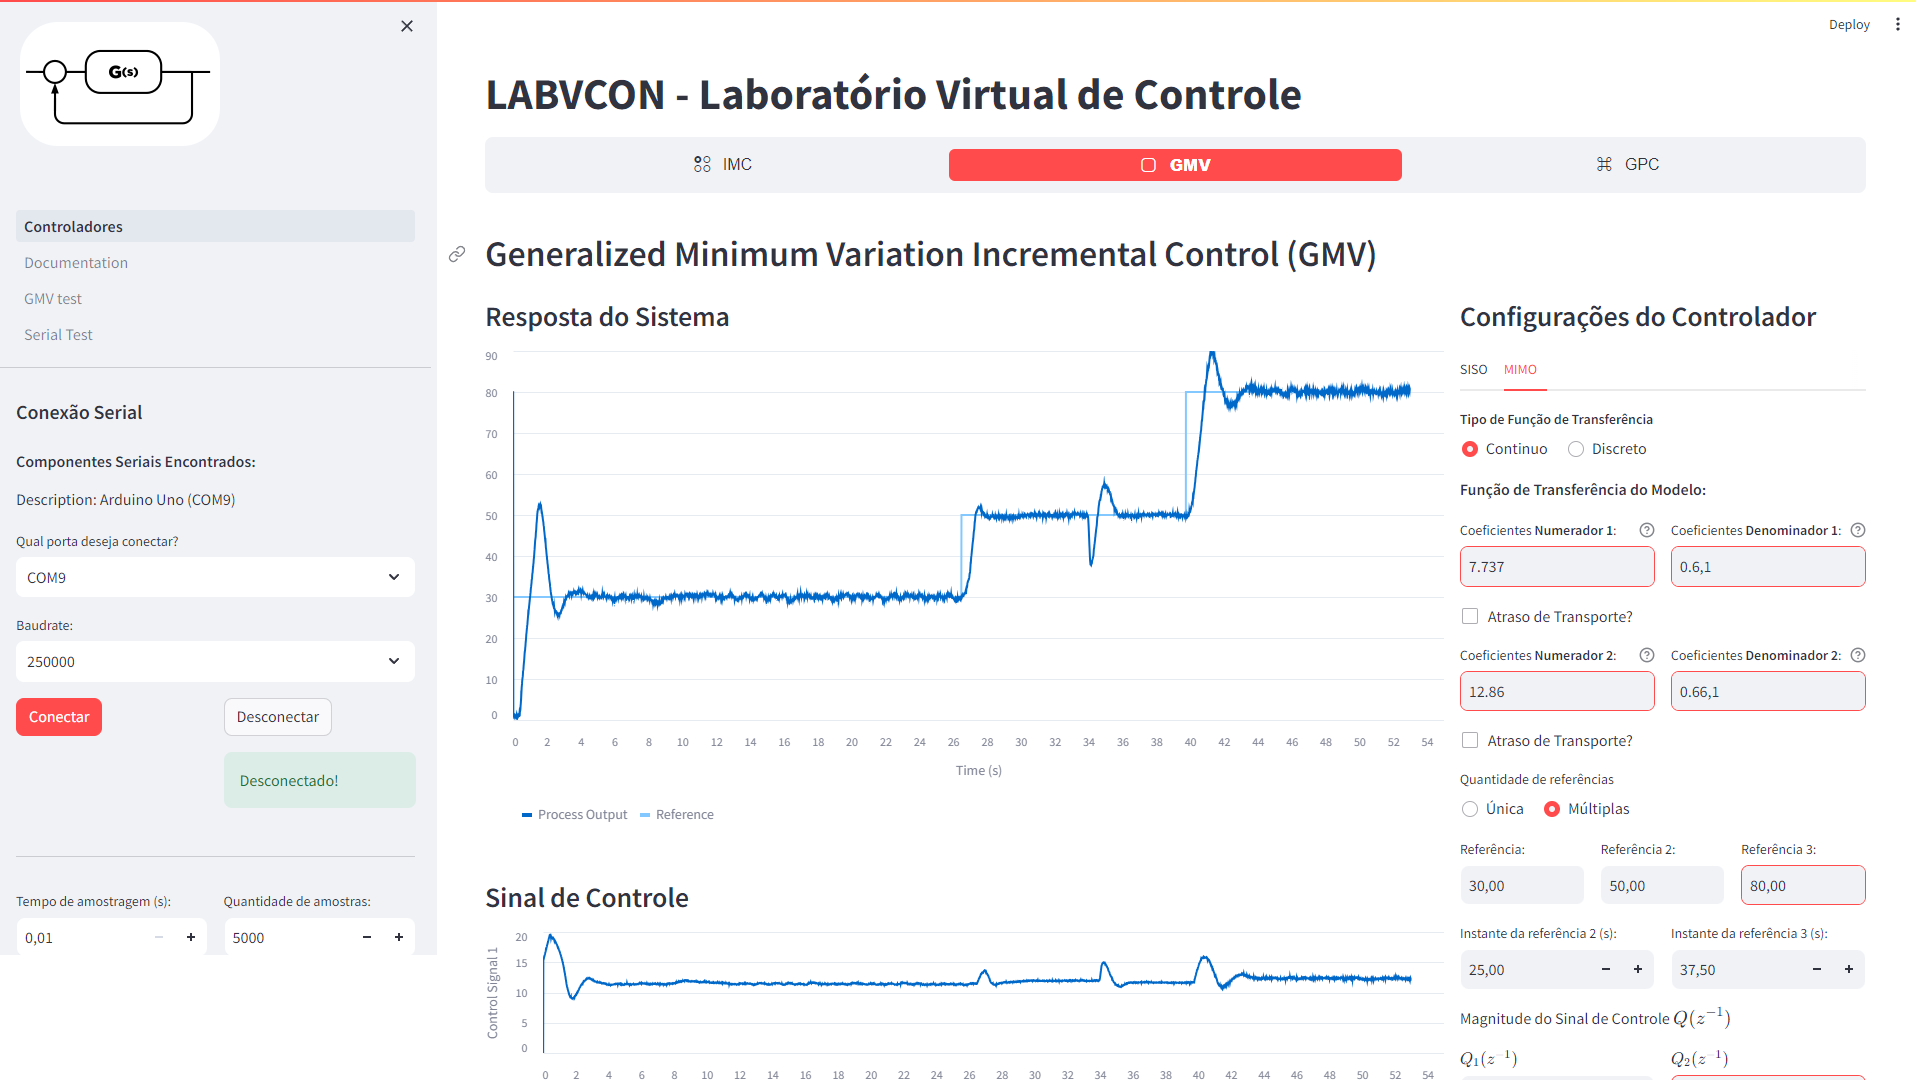 G(s)
Deploy
LABVCON - Laboratório Virtual de Controle
IMC
GMV
GPC
Controladores
Documentation
GMV test
Serial Test
Generalized Minimum Variation Incremental Control (GMV)
Conexão Serial
Componentes Seriais Encontrados:
Description: Arduino Uno (COM9)
Qual porta deseja conectar?
COM9
Baudrate:
250000
Conectar
Desconectar
Desconectado!
Tempo de amostragem (s):
Quantidade de amostras:
0,01
5000
Resposta do Sistema
90
80
70
60
50
40
30
20
10
0
0 2 4 6 8 10 12 14 16 18 20 22 24 26 28 30 32 34 36 38 40 42 44 46 48 50 52 54
Time (s)
Process Output
Reference
Sinal de Controle
Control Signal 1
20
15
10
5
0
0 2 4 6 8 10 12 14 16 18 20 22 24 26 28 30 32 34 36 38 40 42 44 46 48 50 52 54
Configurações do Controlador
SISO MIMO
Tipo de Função de Transferência
Continuo Discreto
Função de Transferência do Modelo:
Coeficientes Numerador 1:
Coeficientes Denominador 1:
7.737
0.6,1
Atraso de Transporte?
Coeficientes Numerador 2:
Coeficientes Denominador 2:
12.86
0.66,1
Atraso de Transporte?
Quantidade de referências
Única Múltiplas
Referência:
Referência 2:
Referência 3:
30,00
50,00
80,00
Instante da referência 2 (s):
Instante da referência 3 (s):
25,00
37,50
Magnitude do Sinal de Controle Q(z⁻¹)
Q₁(z⁻¹)
Q₂(z⁻¹)